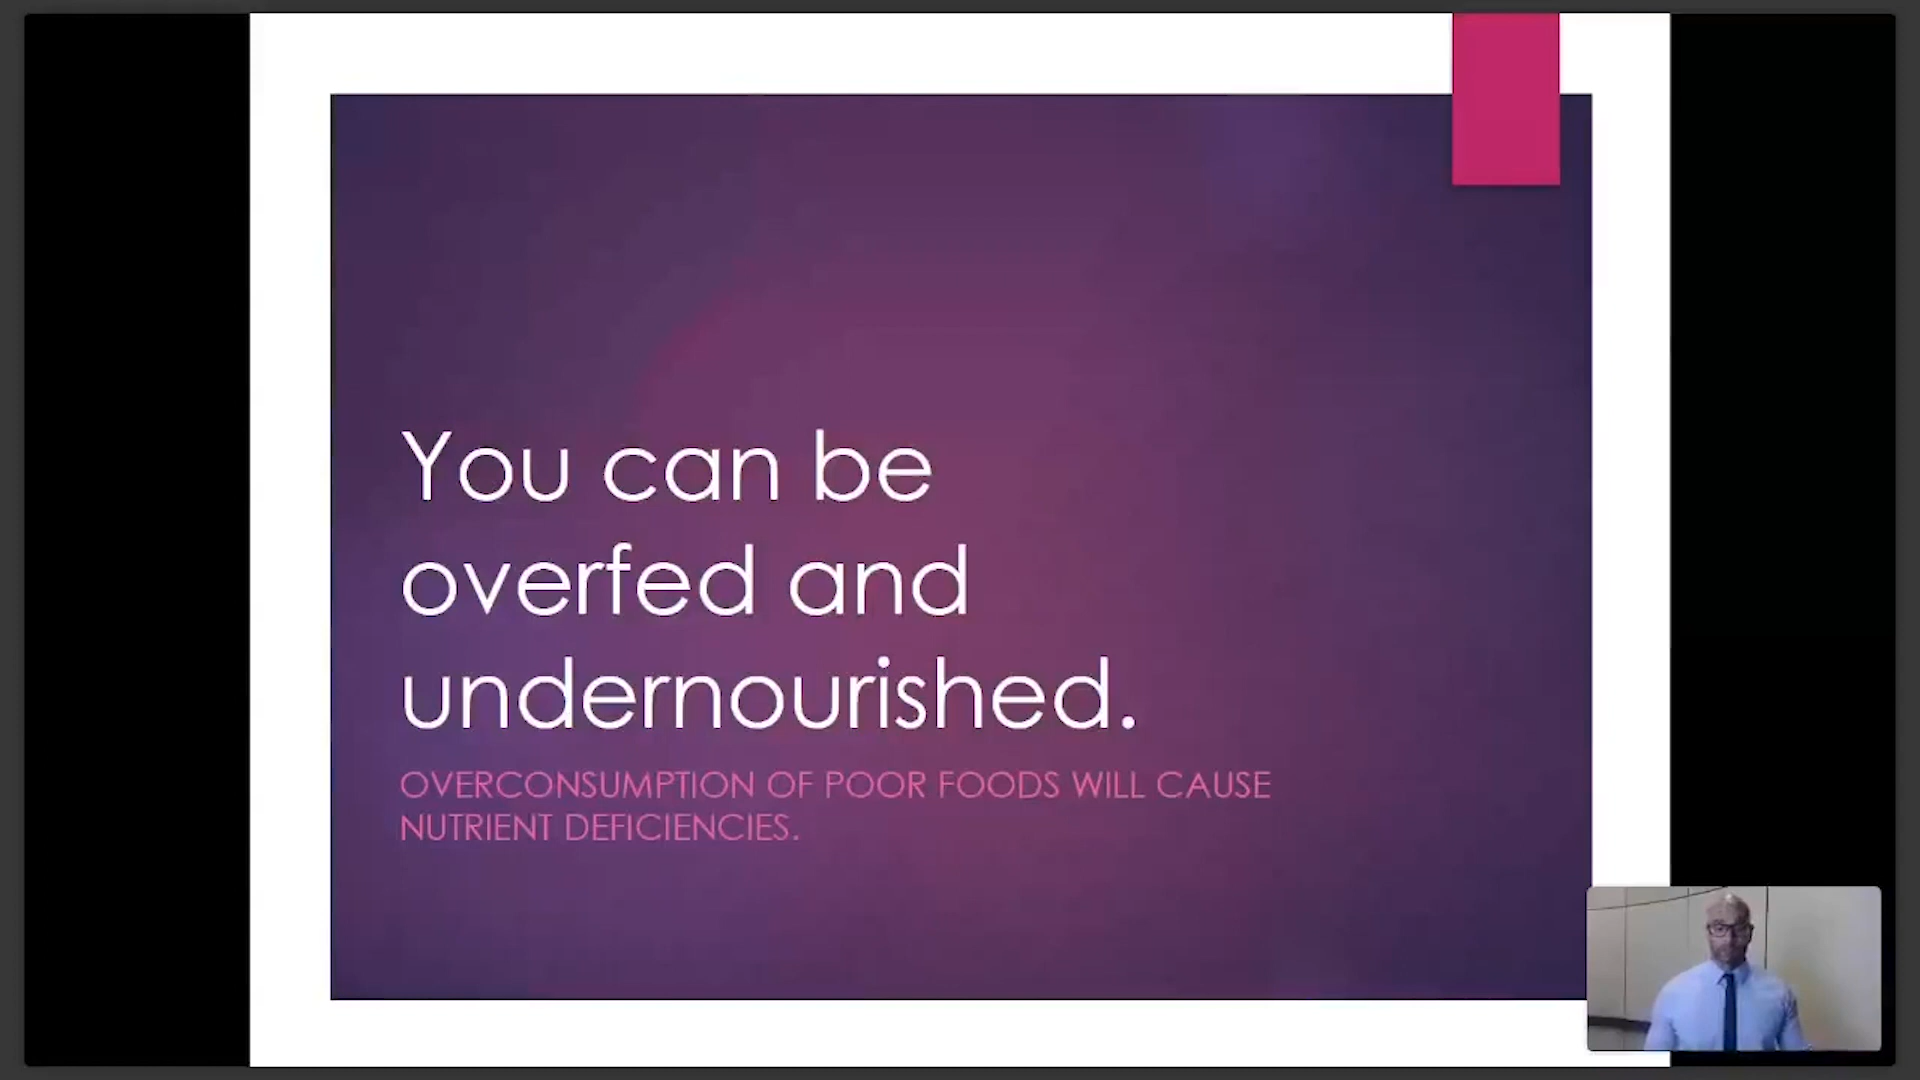 You can be
overfed and
undernourished.
OVERCONSUMPTION OF POOR FOODS WILL CAUSE
NUTRIENT DEFICIENCIES.